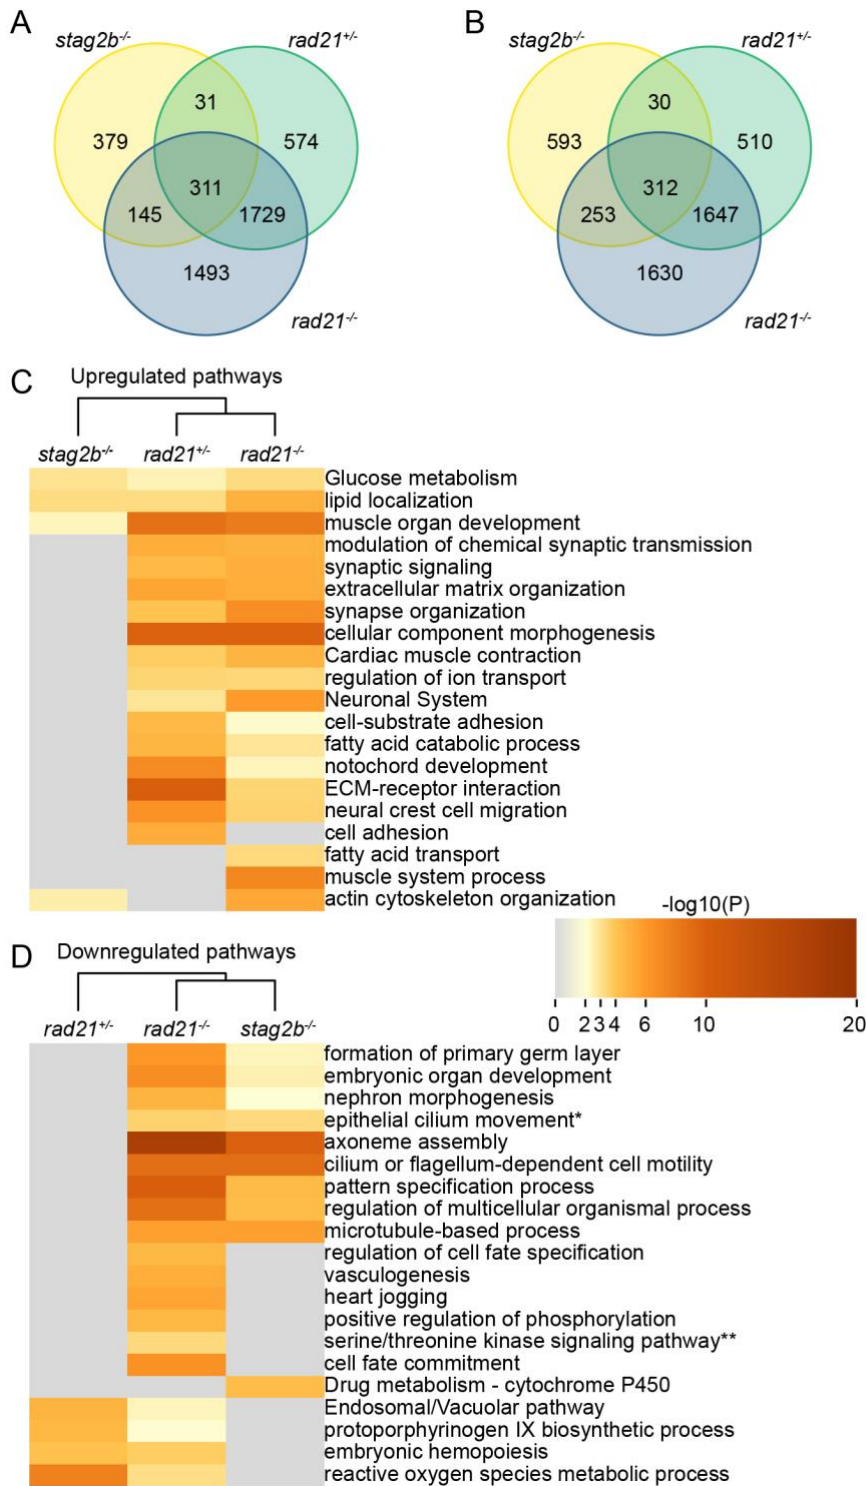 A
B
stag2b-/-
rad21+/-
stag2b-/-
rad21+/-
31
30
379
574
593
510
311
312
145
1729
253
1647
1493
1630
rad21-/-
rad21-/-
C
Upregulated pathways
stag2b-/-
rad21+/-
rad21-/-
Glucose metabolism
lipid localization
muscle organ development
modulation of chemical synaptic transmission
synaptic signaling
extracellular matrix organization
synapse organization
cellular component morphogenesis
Cardiac muscle contraction
regulation of ion transport
Neuronal System
cell-substrate adhesion
fatty acid catabolic process
notochord development
ECM-receptor interaction
neural crest cell migration
cell adhesion
fatty acid transport
muscle system process
actin cytoskeleton organization
-log10(P)
0 2 3 4 6 10 20
D
Downregulated pathways
rad21+/-
rad21-/-
stag2b-/-
formation of primary germ layer
embryonic organ development
nephron morphogenesis
epithelial cilium movement*
axoneme assembly
cilium or flagellum-dependent cell motility
pattern specification process
regulation of multicellular organismal process
microtubule-based process
regulation of cell fate specification
vasculogenesis
heart jogging
positive regulation of phosphorylation
serine/threonine kinase signaling pathway**
cell fate commitment
Drug metabolism - cytochrome P450
Endosomal/Vacuolar pathway
protoporphyrinogen IX biosynthetic process
embryonic hemopoiesis
reactive oxygen species metabolic process